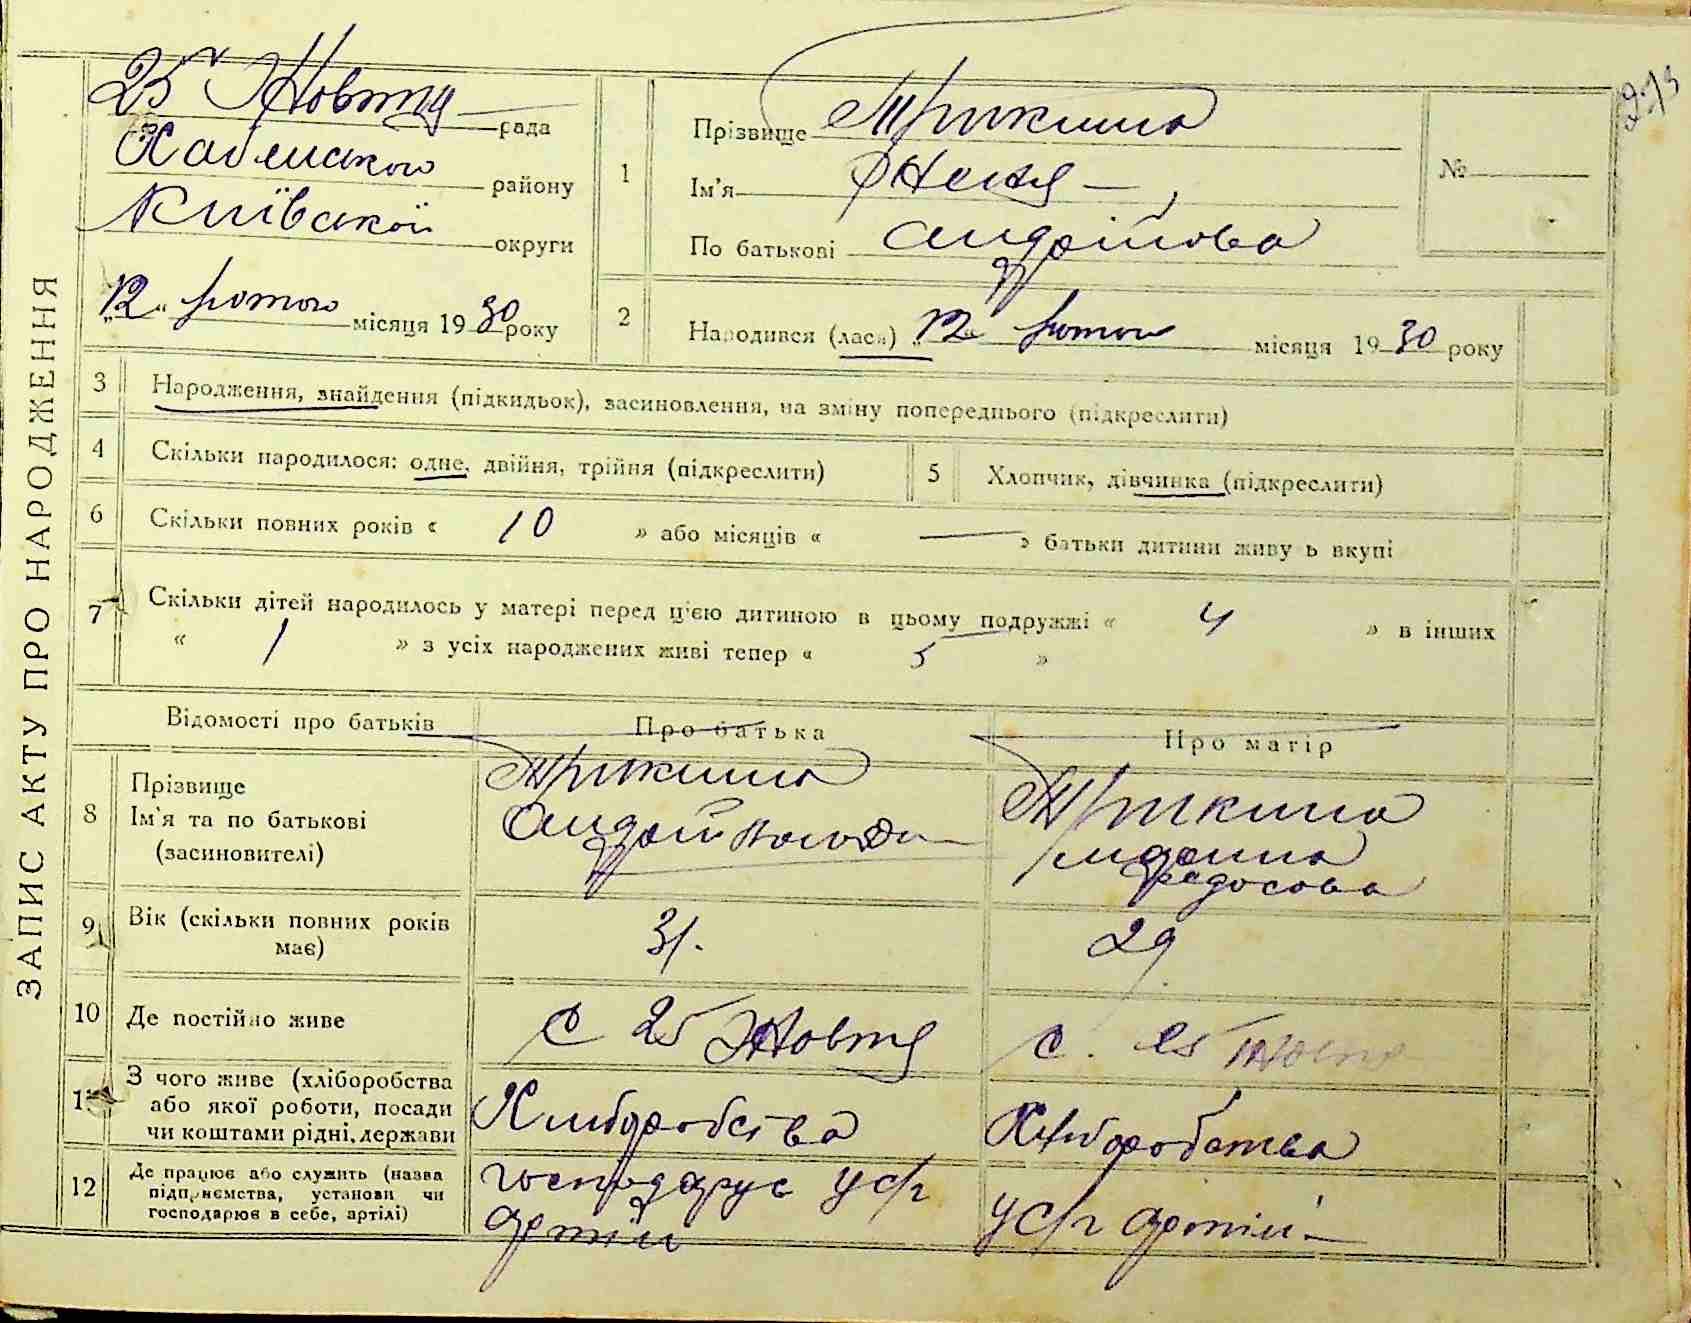 273
25 Жовтня рада
Хабенського району
Київської округи
„12“ лютого місяця 1930 року
ЗАПИС АКТУ ПРО НАРОДЖЕННЯ
1
Прізвище Трикиша
Ім'я
По батькові Андрійова
№
2
Народився (лась) „12“ лютого місяця 1930 року
3 Народження, знайдення (підкидьок), засиновлення, на зміну попереднього (підкреслити)
4 Скільки народилося: одне, двійня, трійня (підкреслити)
5 Хлопчик, дівчинка (підкреслити)
6 Скільки повних років « 10 » або місяців « — » батьки дитини живуть вкупі
7 Скільки дітей народилось у матері перед цією дитиною в цьому подружжі « 4 » в інших
« 1 » з усіх народжених живі тепер « 5 »
Відомості про батьків Про батька Про матір
8
Прізвище
Ім'я та по батькові
(засиновителі)
Трикиша
Андрій
Трикиша
Федосова
9 Вік (скільки повних років
має)
31.
29
10 Де постійно живе
с 25 Жовтня
с. 25 Жовтня
11 З чого живе (хліборобства
або якої роботи, посади
чи коштами рідні, держави
Хліборобства
Хліборобства
12 Де працює або служить (назва
підприємства, установи чи
господарює в себе, артілі)
господарує у с/г
артілі
у с/г артілі